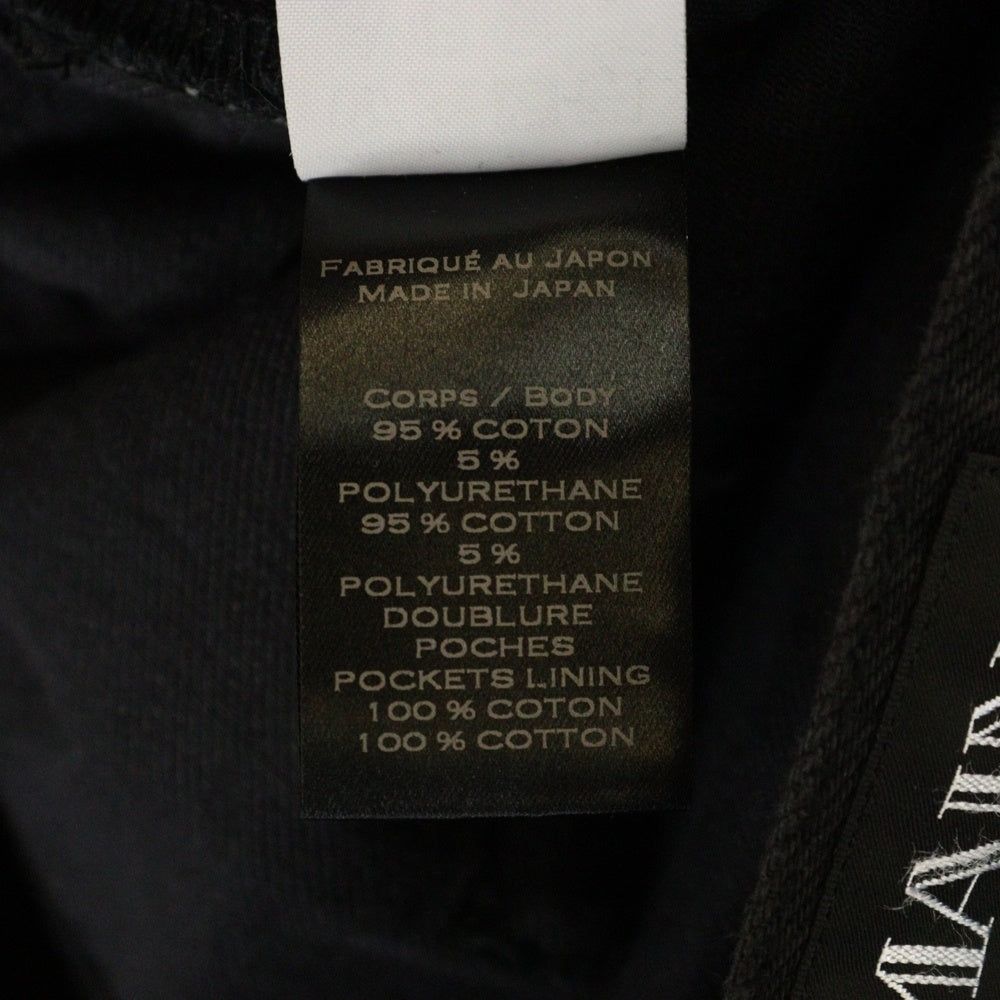 FABRIQUÉ AU JAPON
MADE IN JAPAN
CORPS / BODY
95 % COTON
5 %
POLYURETHANE
95 % COTTON
5 %
POLYURETHANE
DOUBLURE
POCHES
POCKETS LINING
100 % COTON
100 % COTTON